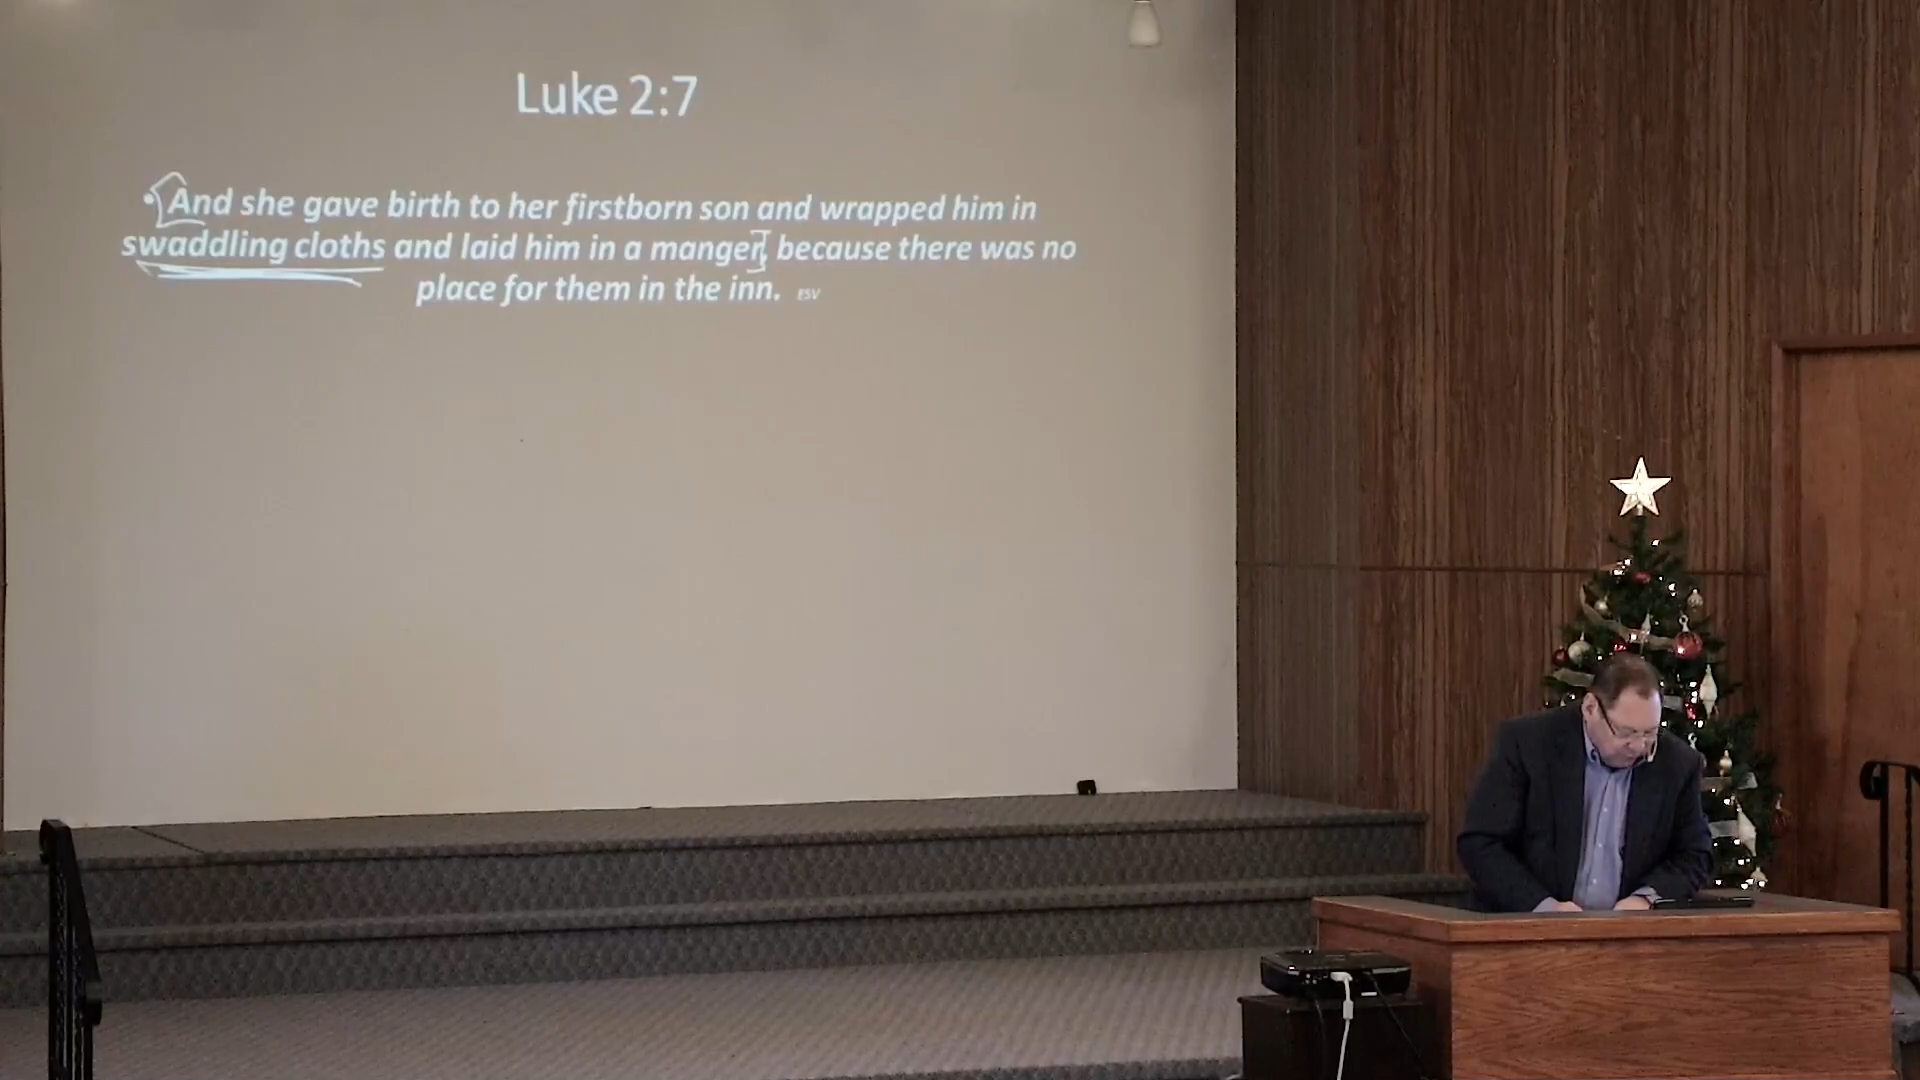 Luke 2:7
•And she gave birth to her firstborn son and wrapped him in
swaddling cloths and laid him in a manger, because there was no
place for them in the inn. ESV